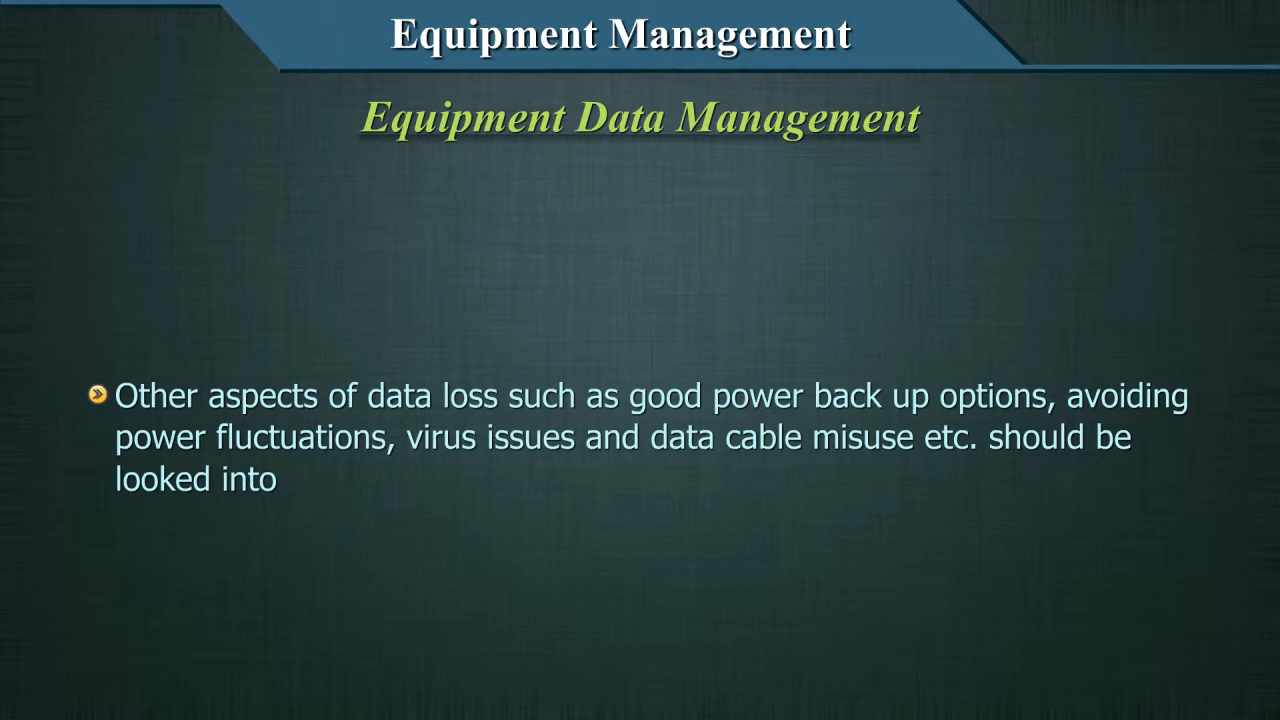 Equipment Management
Equipment Data Management
Other aspects of data loss such as good power back up options, avoiding
power fluctuations, virus issues and data cable misuse etc. should be
looked into